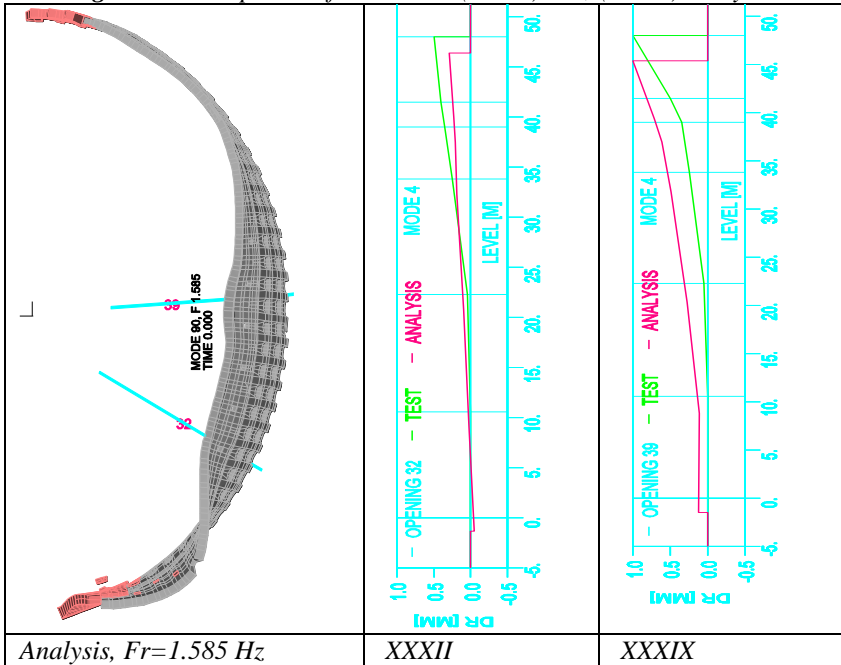 39
MODE 90, F 1.585
TIME 0.000
32
Analysis, Fr=1.585 Hz
— OPENING 32 — TEST — ANALYSIS MODE 4
LEVEL [M]
-5. 0. 5. 10. 15. 20. 25. 30. 35. 40. 45. 50.
1.0 0.5 0.0 -0.5
DR [MM]
XXXII
— OPENING 39 — TEST — ANALYSIS MODE 4
LEVEL [M]
-5. 0. 5. 10. 15. 20. 25. 30. 35. 40. 45. 50.
1.0 0.5 0.0 -0.5
DR [MM]
XXXIX